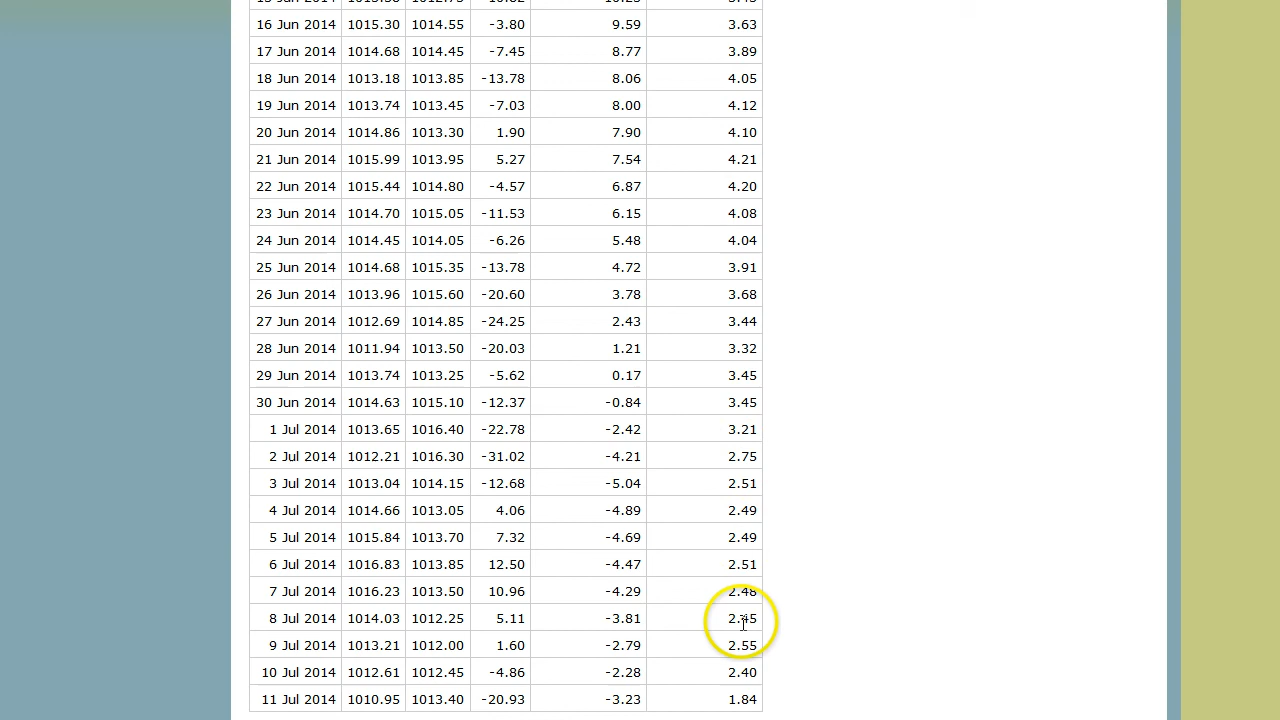 16 Jun 2014 1015.30 1014.55 -3.80 9.59 3.63
17 Jun 2014 1014.68 1014.45 -7.45 8.77 3.89
18 Jun 2014 1013.18 1013.85 -13.78 8.06 4.05
19 Jun 2014 1013.74 1013.45 -7.03 8.00 4.12
20 Jun 2014 1014.86 1013.30 1.90 7.90 4.10
21 Jun 2014 1015.99 1013.95 5.27 7.54 4.21
22 Jun 2014 1015.44 1014.80 -4.57 6.87 4.20
23 Jun 2014 1014.70 1015.05 -11.53 6.15 4.08
24 Jun 2014 1014.45 1014.05 -6.26 5.48 4.04
25 Jun 2014 1014.68 1015.35 -13.78 4.72 3.91
26 Jun 2014 1013.96 1015.60 -20.60 3.78 3.68
27 Jun 2014 1012.69 1014.85 -24.25 2.43 3.44
28 Jun 2014 1011.94 1013.50 -20.03 1.21 3.32
29 Jun 2014 1013.74 1013.25 -5.62 0.17 3.45
30 Jun 2014 1014.63 1015.10 -12.37 -0.84 3.45
1 Jul 2014 1013.65 1016.40 -22.78 -2.42 3.21
2 Jul 2014 1012.21 1016.30 -31.02 -4.21 2.75
3 Jul 2014 1013.04 1014.15 -12.68 -5.04 2.51
4 Jul 2014 1014.66 1013.05 4.06 -4.89 2.49
5 Jul 2014 1015.84 1013.70 7.32 -4.69 2.49
6 Jul 2014 1016.83 1013.85 12.50 -4.47 2.51
7 Jul 2014 1016.23 1013.50 10.96 -4.29 2.48
8 Jul 2014 1014.03 1012.25 5.11 -3.81 2.45
9 Jul 2014 1013.21 1012.00 1.60 -2.79 2.55
10 Jul 2014 1012.61 1012.45 -4.86 -2.28 2.40
11 Jul 2014 1010.95 1013.40 -20.93 -3.23 1.84